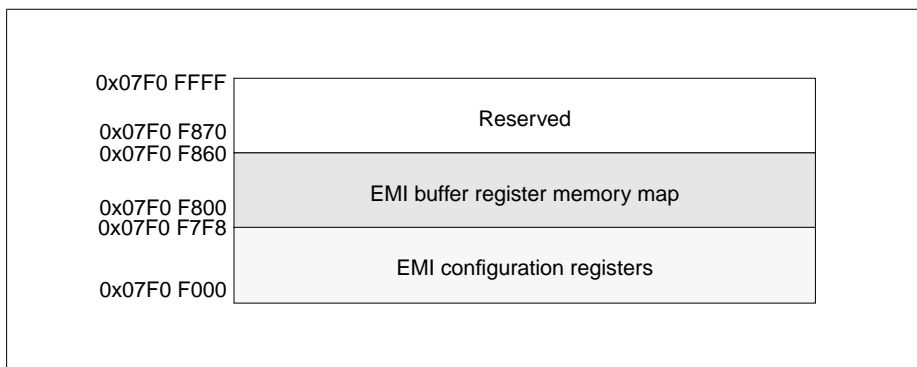 0x07F0 FFFF
Reserved
0x07F0 F870
0x07F0 F860
EMI buffer register memory map
0x07F0 F800
0x07F0 F7F8
EMI configuration registers
0x07F0 F000